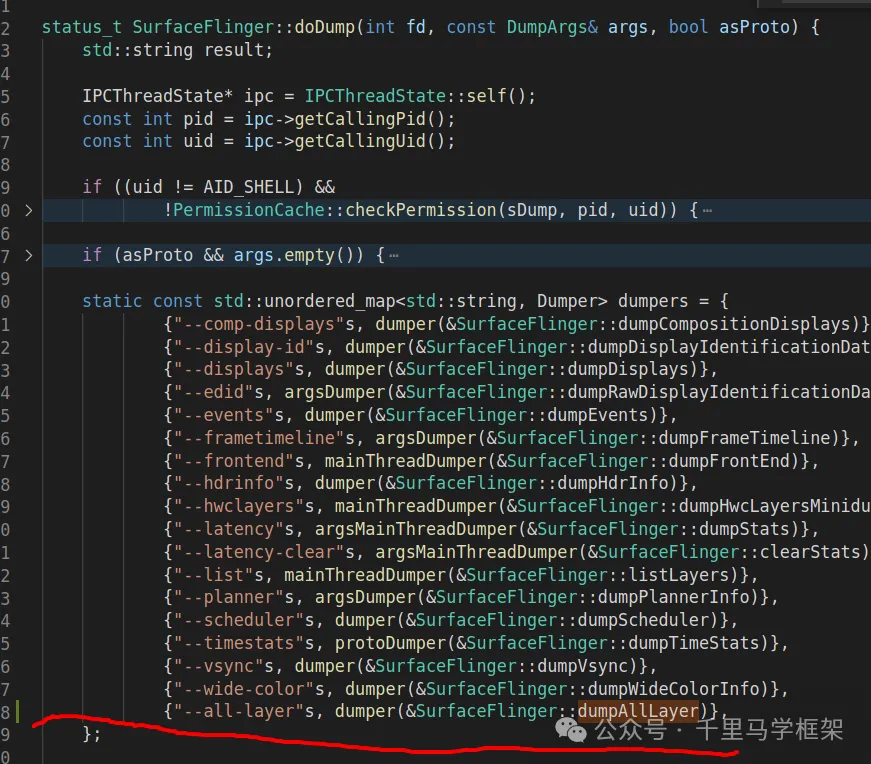 1
2 status_t SurfaceFlinger::doDump(int fd, const DumpArgs& args, bool asProto) {
3 std::string result;
4
5 IPCThreadState* ipc = IPCThreadState::self();
6 const int pid = ipc->getCallingPid();
7 const int uid = ipc->getCallingUid();
8
9 if ((uid != AID_SHELL) &&
0 > !PermissionCache::checkPermission(sDump, pid, uid)) { ⋯
6
7 > if (asProto && args.empty()) { ⋯
9
0 static const std::unordered_map<std::string, Dumper> dumpers = {
1 {"--comp-displays"s, dumper(&SurfaceFlinger::dumpCompositionDisplays)}
2 {"--display-id"s, dumper(&SurfaceFlinger::dumpDisplayIdentificationDat
3 {"--displays"s, dumper(&SurfaceFlinger::dumpDisplays)},
4 {"--edid"s, argsDumper(&SurfaceFlinger::dumpRawDisplayIdentificationDa
5 {"--events"s, dumper(&SurfaceFlinger::dumpEvents)},
6 {"--frametimeline"s, argsDumper(&SurfaceFlinger::dumpFrameTimeline)},
7 {"--frontend"s, mainThreadDumper(&SurfaceFlinger::dumpFrontEnd)},
8 {"--hdrinfo"s, dumper(&SurfaceFlinger::dumpHdrInfo)},
9 {"--hwclayers"s, mainThreadDumper(&SurfaceFlinger::dumpHwcLayersMinidu
0 {"--latency"s, argsMainThreadDumper(&SurfaceFlinger::dumpStats)},
1 {"--latency-clear"s, argsMainThreadDumper(&SurfaceFlinger::clearStats)
2 {"--list"s, mainThreadDumper(&SurfaceFlinger::listLayers)},
3 {"--planner"s, argsDumper(&SurfaceFlinger::dumpPlannerInfo)},
4 {"--scheduler"s, dumper(&SurfaceFlinger::dumpScheduler)},
5 {"--timestats"s, protoDumper(&SurfaceFlinger::dumpTimeStats)},
6 {"--vsync"s, dumper(&SurfaceFlinger::dumpVsync)},
7 {"--wide-color"s, dumper(&SurfaceFlinger::dumpWideColorInfo)},
8 {"--all-layer"s, dumper(&SurfaceFlinger::dumpAllLayer)},
9 };
公众号 · 千里马学框架
0